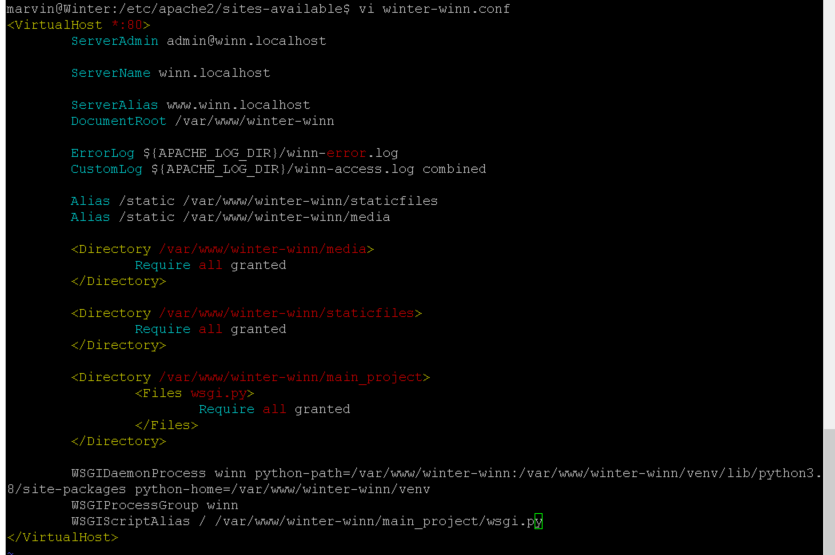 marvin@Winter:/etc/apache2/sites-available$ vi winter-winn.conf
<VirtualHost *:80>
        ServerAdmin admin@winn.localhost
        ServerName winn.localhost
        ServerAlias www.winn.localhost
        DocumentRoot /var/www/winter-winn
        ErrorLog ${APACHE_LOG_DIR}/winn-error.log
        CustomLog ${APACHE_LOG_DIR}/winn-access.log combined
        Alias /static /var/www/winter-winn/staticfiles
        Alias /static /var/www/winter-winn/media
        <Directory /var/www/winter-winn/media>
                Require all granted
        </Directory>
        <Directory /var/www/winter-winn/staticfiles>
                Require all granted
        </Directory>
        <Directory /var/www/winter-winn/main_project>
                <Files wsgi.py>
                        Require all granted
                </Files>
        </Directory>
        WSGIDaemonProcess winn python-path=/var/www/winter-winn:/var/www/winter-winn/venv/lib/python3.
8/site-packages python-home=/var/www/winter-winn/venv
        WSGIProcessGroup winn
        WSGIScriptAlias / /var/www/winter-winn/main_project/wsgi.py
</VirtualHost>
~